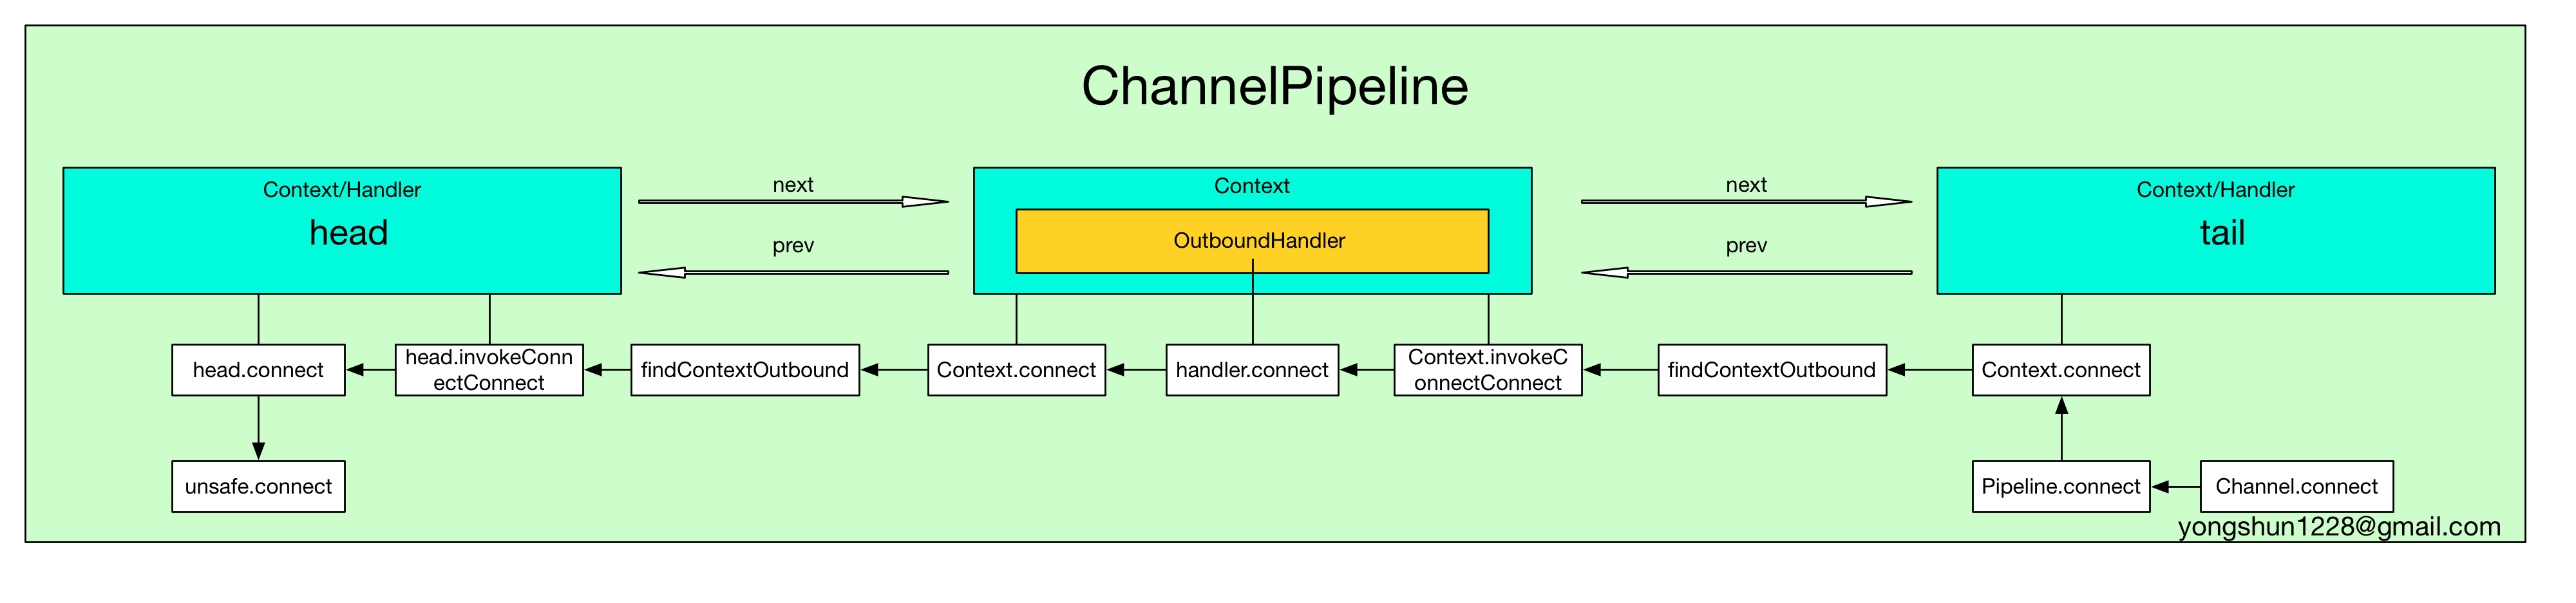 ChannelPipeline
Context/Handler
head
next
prev
Context
OutboundHandler
next
prev
Context/Handler
tail
head.connect
head.invokeConn
ectConnect
findContextOutbound
Context.connect
handler.connect
Context.invokeC
onnectConnect
findContextOutbound
Context.connect
unsafe.connect
Pipeline.connect
Channel.connect
yongshun1228@gmail.com